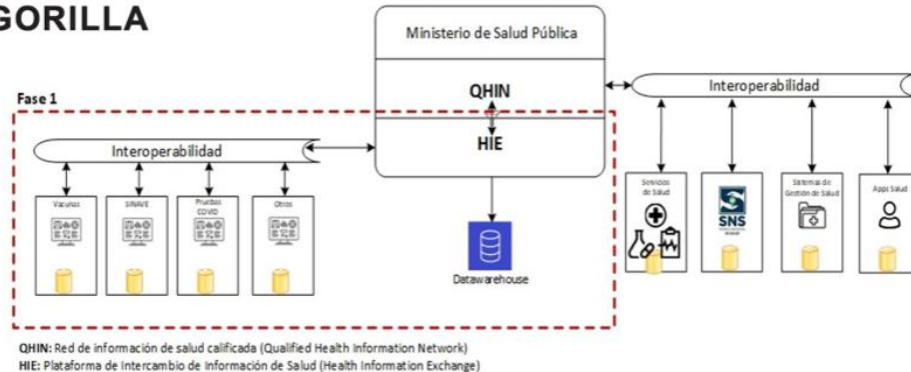 GORILLA
Ministerio de Salud Pública
QHIN
HIE
Interoperabilidad
Fase 1
Interoperabilidad
Vacunas
SINAVE
Pruebas
COVID
Otros
Servicios
de Salud
SNS
Sistemas de
Gestión de Salud
Apps Salud
Datawarehouse
QHIN: Red de información de salud calificada (Qualified Health Information Network)
HIE: Plataforma de Intercambio de Información de Salud (Health Information Exchange)